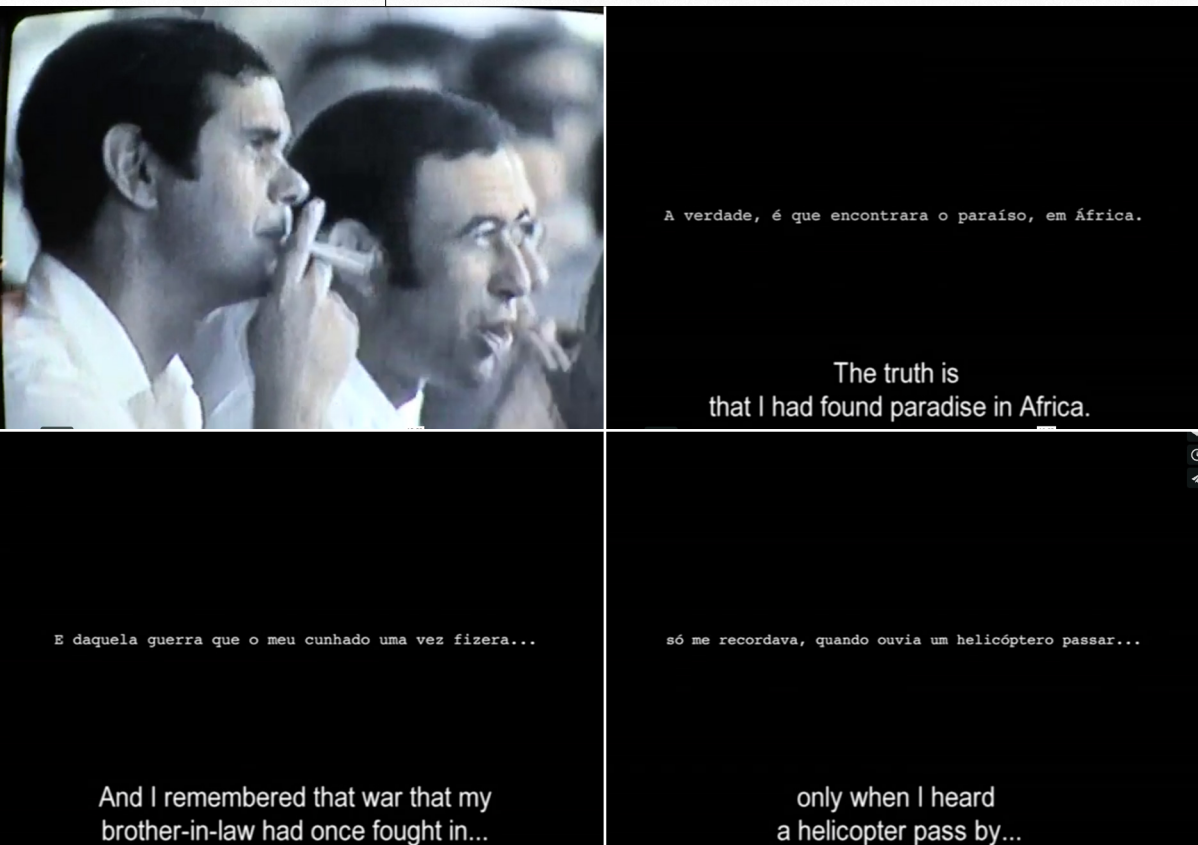 A verdade, é que encontrara o paraíso, em África.
The truth is
that I had found paradise in Africa.
E daquela guerra que o meu cunhado uma vez fizera...
And I remembered that war that my
brother-in-law had once fought in...
só me recordava, quando ouvia um helicóptero passar...
only when I heard
a helicopter pass by...